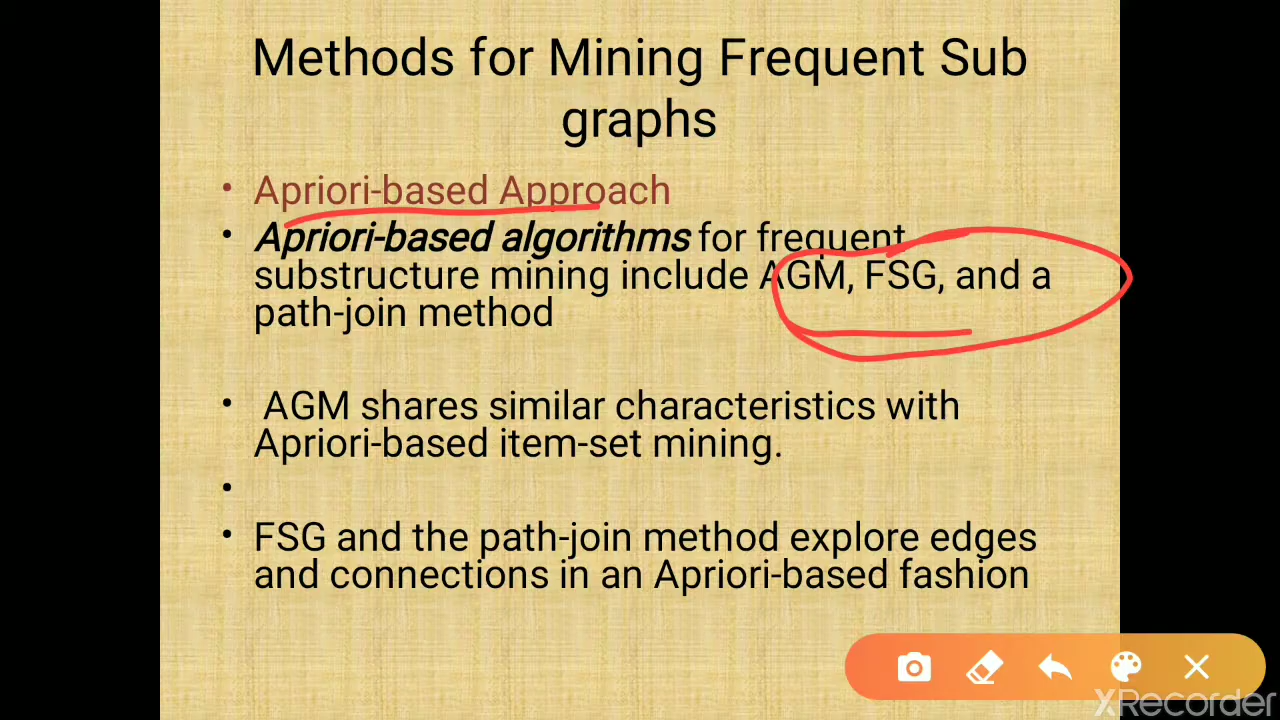 Methods for Mining Frequent Sub
graphs
• Apriori-based Approach
• Apriori-based algorithms for frequent
substructure mining include AGM, FSG, and a
path-join method
• AGM shares similar characteristics with
Apriori-based item-set mining.
•
• FSG and the path-join method explore edges
and connections in an Apriori-based fashion
XRecorder